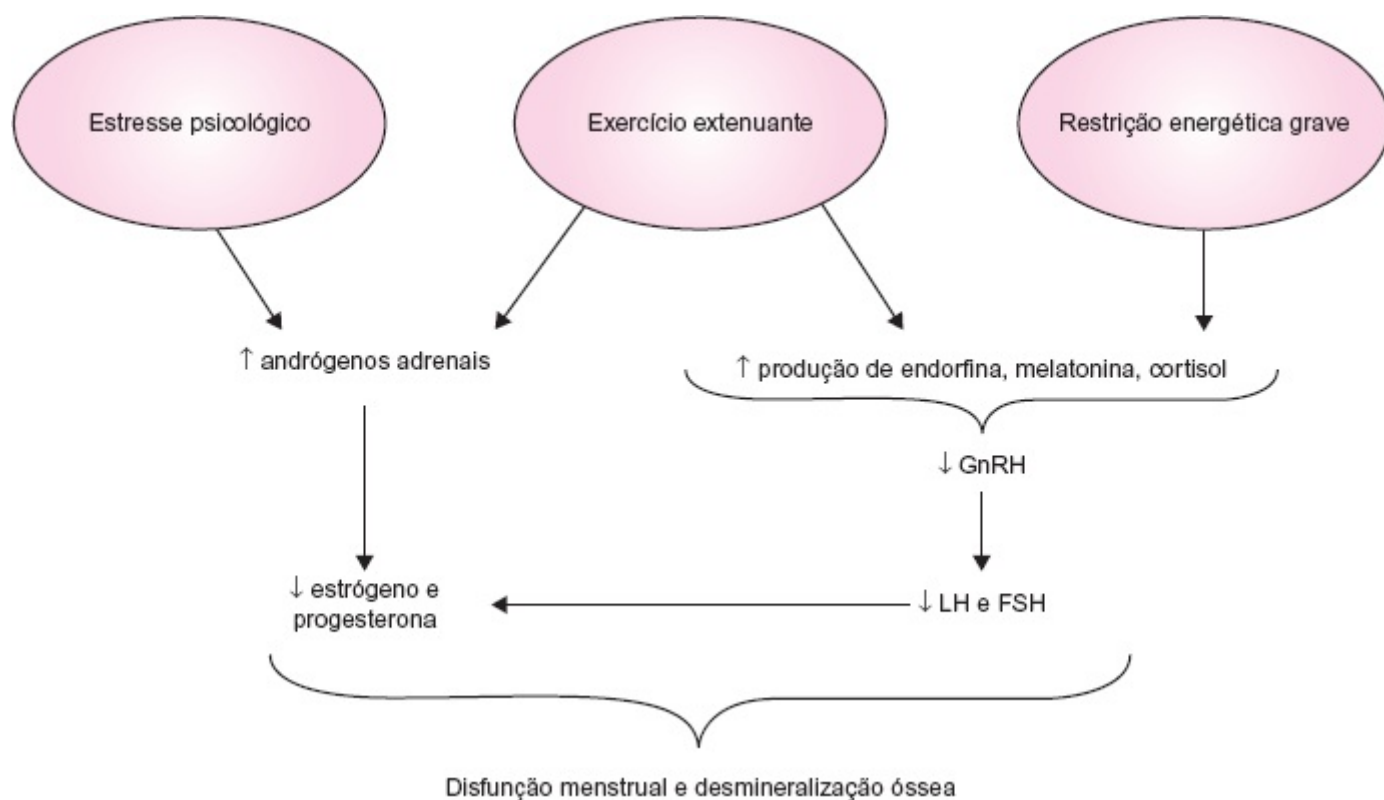 Estresse psicológico
Exercício extenuante
Restrição energética grave
↑ andrógenos adrenais
↑ produção de endorfina, melatonina, cortisol
↓ GnRH
↓ estrógeno e
progesterona
↓ LH e FSH
Disfunção menstrual e desmineralização óssea